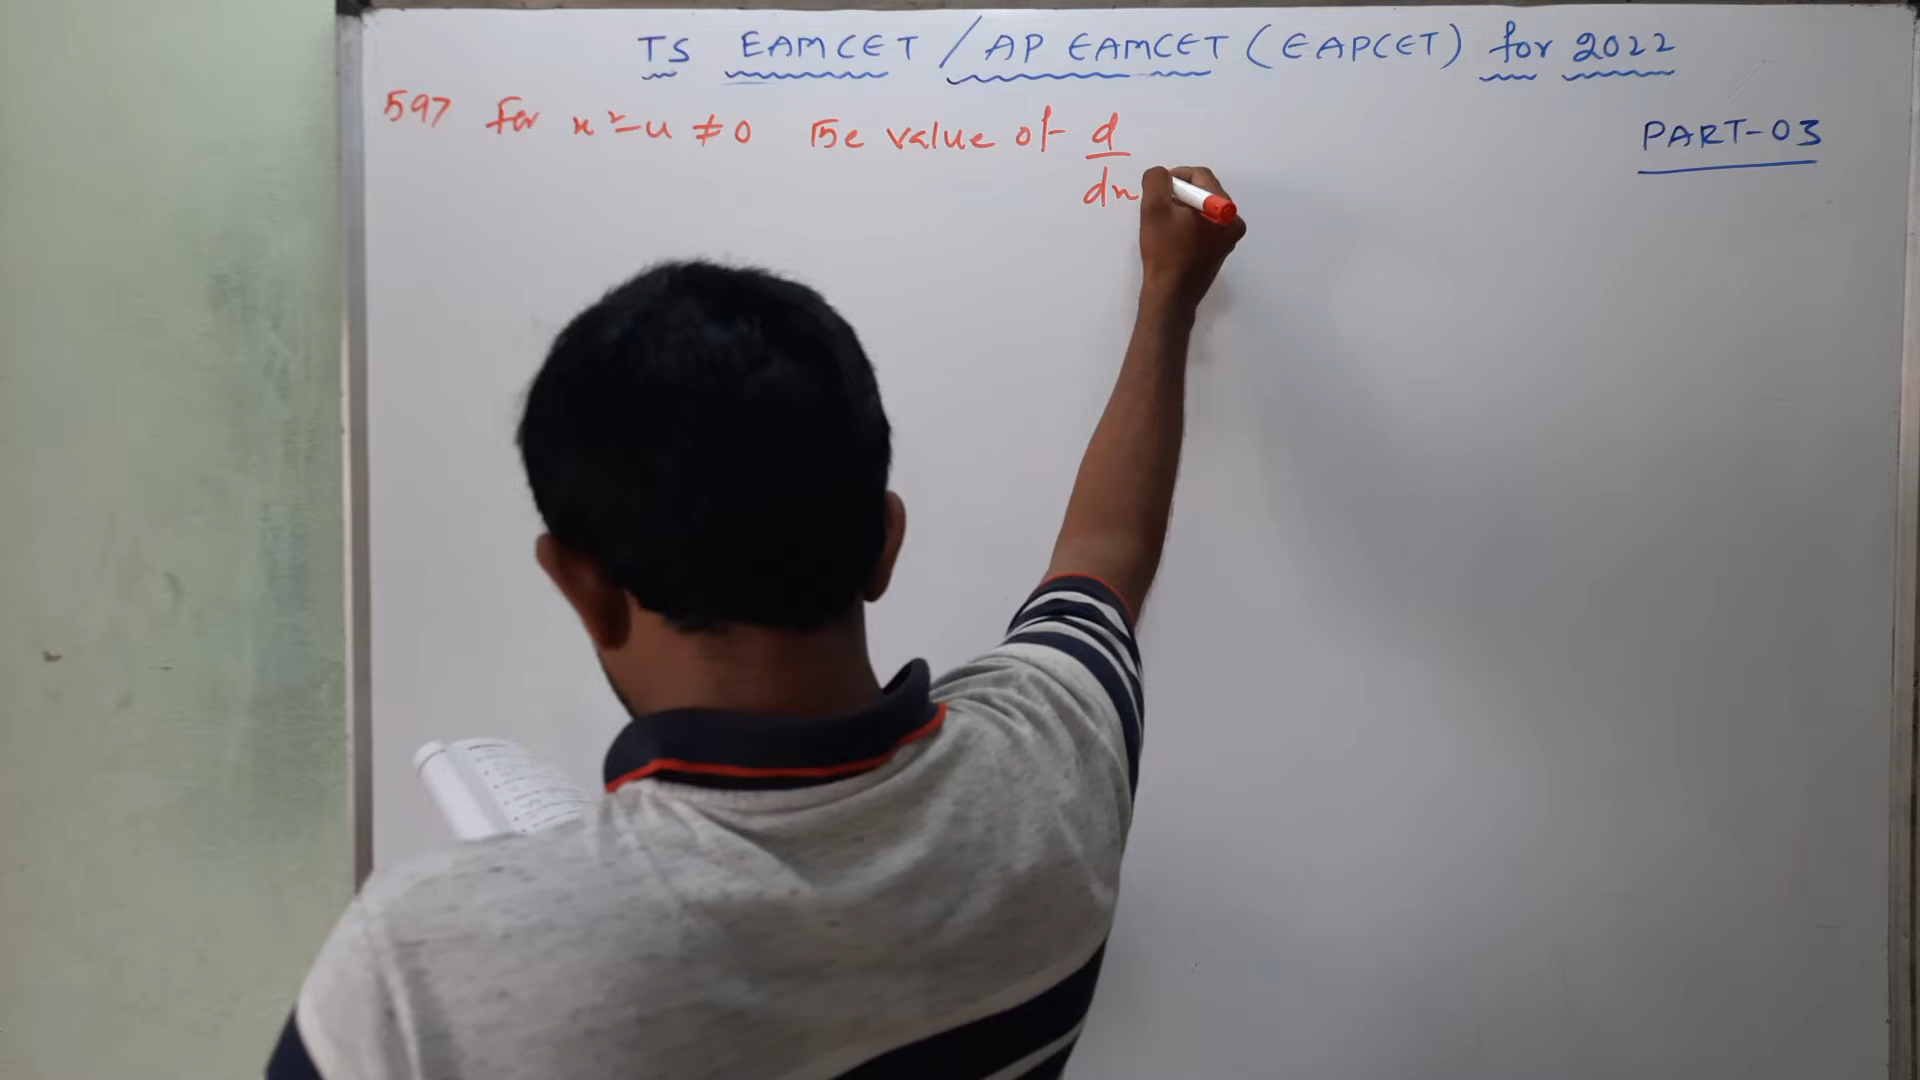 TS EAMCET / AP EAMCET (EAPCET) for 2022
PART-03
597 For x²-4 ≠ 0 The value of d/dx